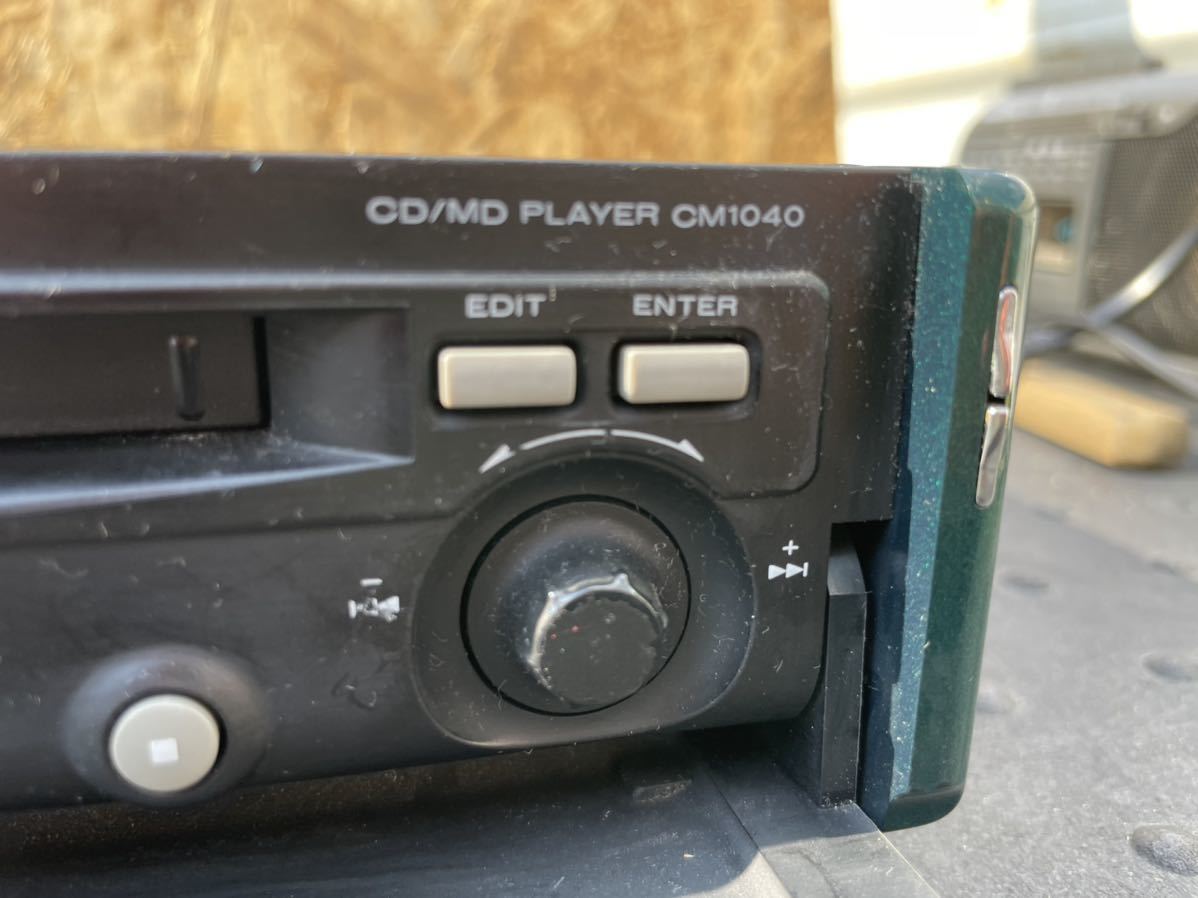 CD/MD PLAYER CM1040
EDIT ENTER
+
-